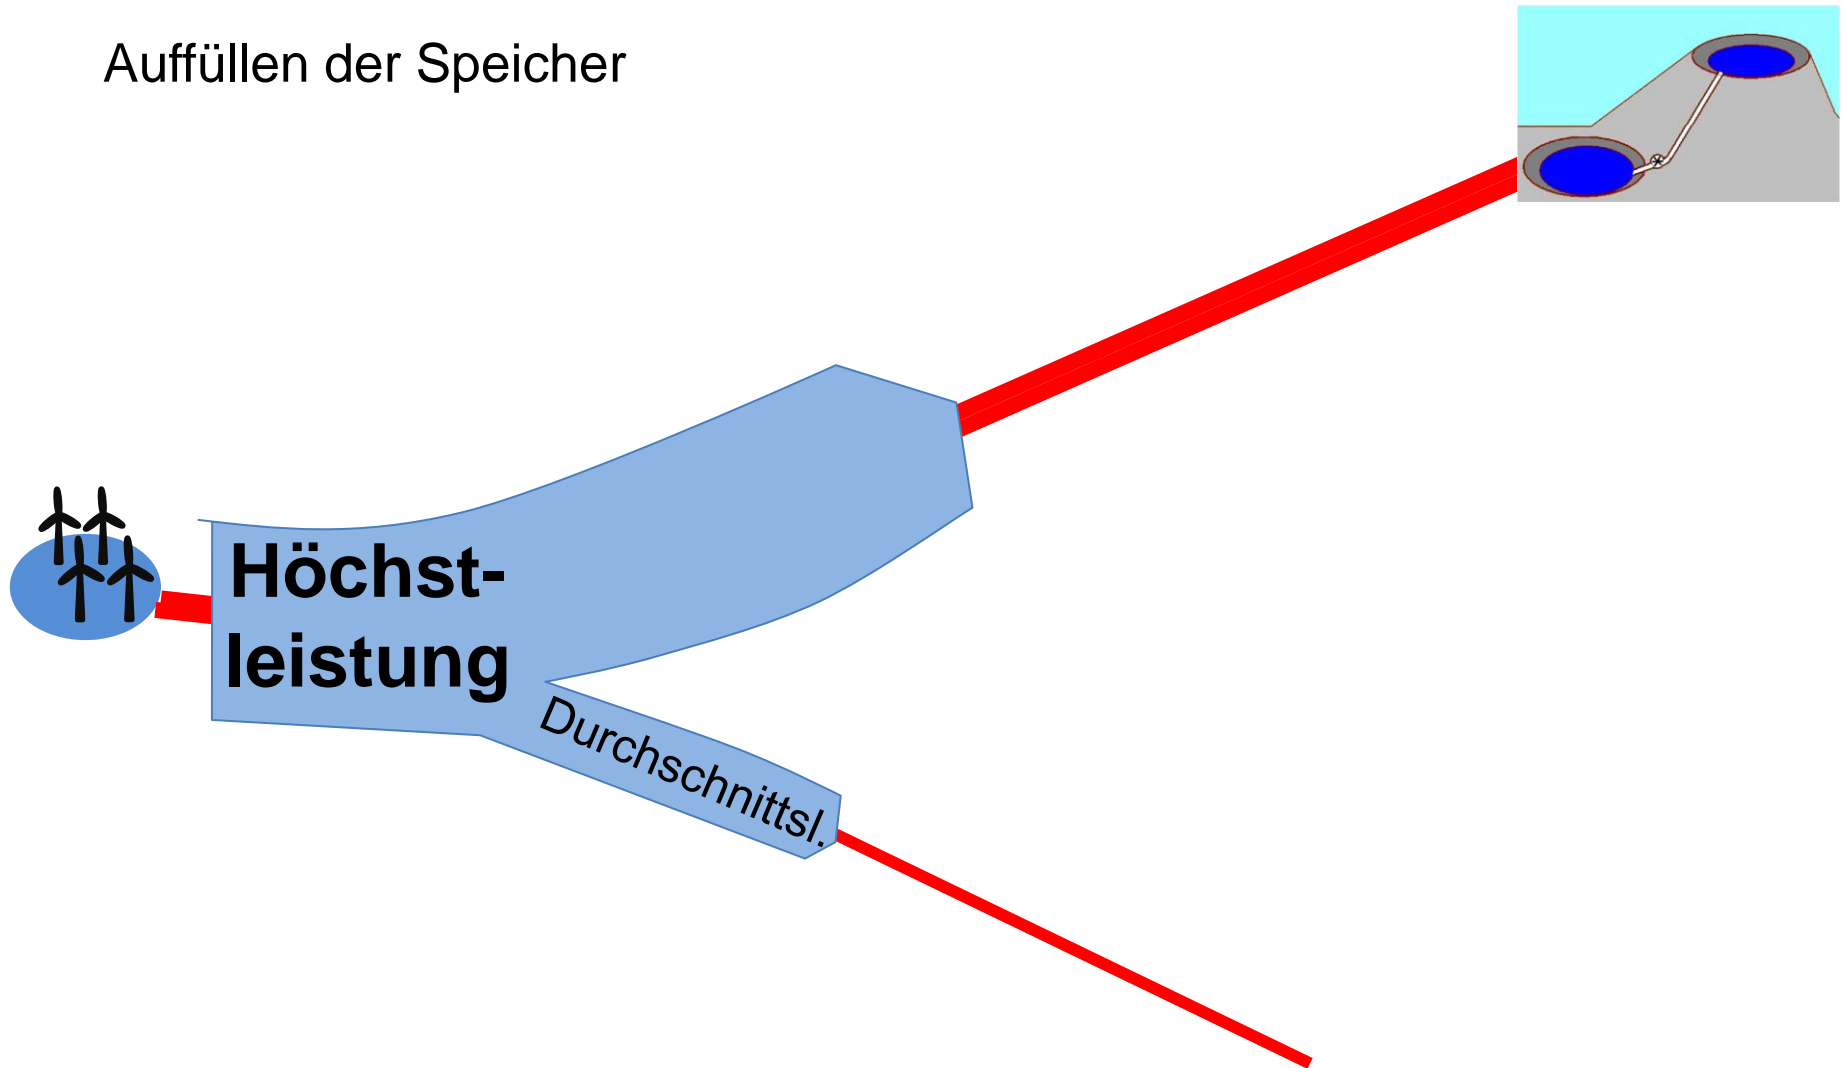 Auffüllen der Speicher
Höchst-
leistung
Durchschnittsl.